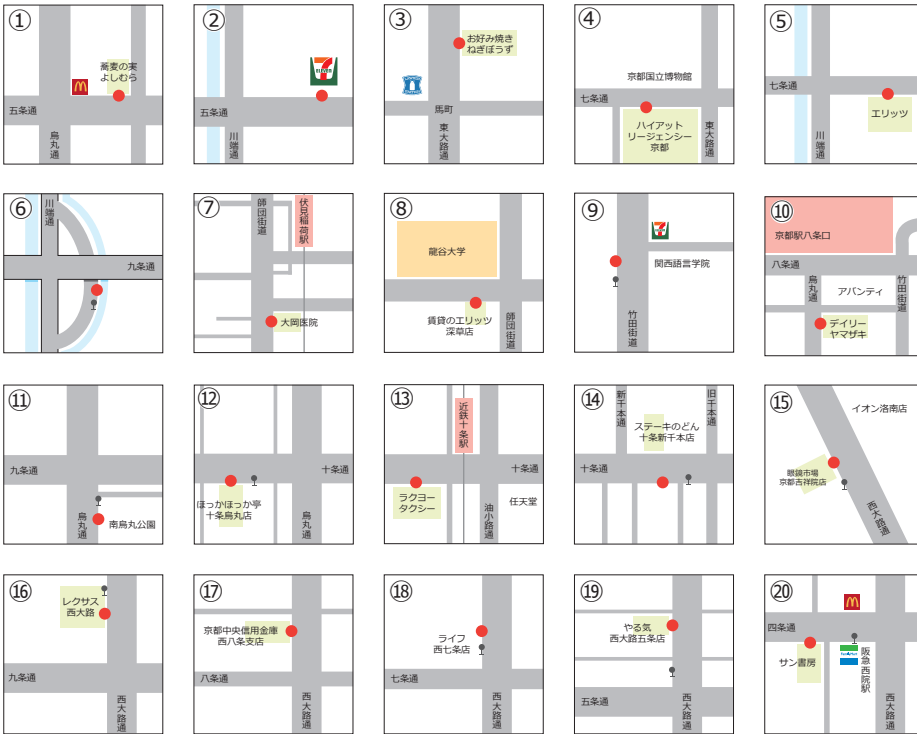 ①
蕎麦の実
よしむら
五条通
烏丸通
②
7
ELEVEN
五条通
川端通
③
お好み焼き
ねぎぼうず
馬町
東大路通
④
京都国立博物館
七条通
ハイアット
リージェンシー
京都
東大路通
⑤
七条通
エリッツ
川端通
⑥
川端通
九条通
⑦
師団街道
伏見稲荷駅
大岡医院
⑧
龍谷大学
賃貸のエリッツ
深草店
師団街道
⑨
7
ELEVEN
関西語言学院
竹田街道
⑩
京都駅八条口
八条通
烏丸通
アバンティ
竹田街道
デイリー
ヤマザキ
⑪
九条通
烏丸通
南烏丸公園
⑫
十条通
ほっかほっか亭
十条烏丸店
烏丸通
⑬
近鉄十条駅
十条通
ラクヨー
タクシー
油小路通
任天堂
⑭
新千本通
旧千本通
ステーキのどん
十条新千本店
十条通
⑮
イオン洛南店
眼鏡市場
京都吉祥院店
西大路通
⑯
レクサス
西大路
九条通
西大路通
⑰
京都中央信用金庫
西八条支店
八条通
西大路通
⑱
ライフ
西七条店
七条通
西大路通
⑲
やる気
西大路五条店
五条通
西大路通
⑳
四条通
サン書房
FamilyMart
阪急西院駅
西大路通